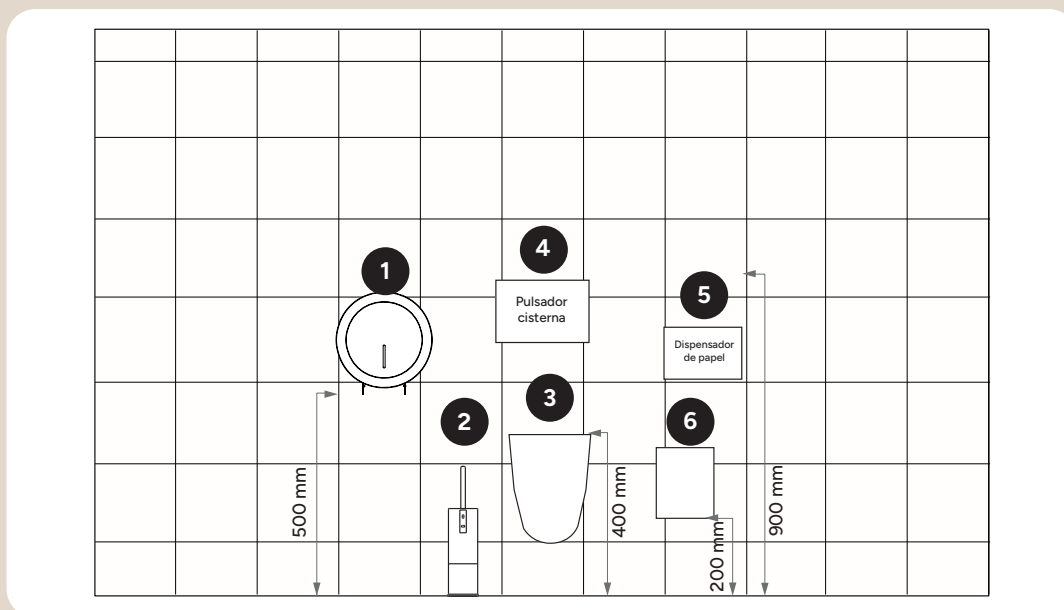 4
1
5
Pulsador
cisterna
Dispensador
de papel
3
2
6
500 mm
400 mm
200 mm
900 mm